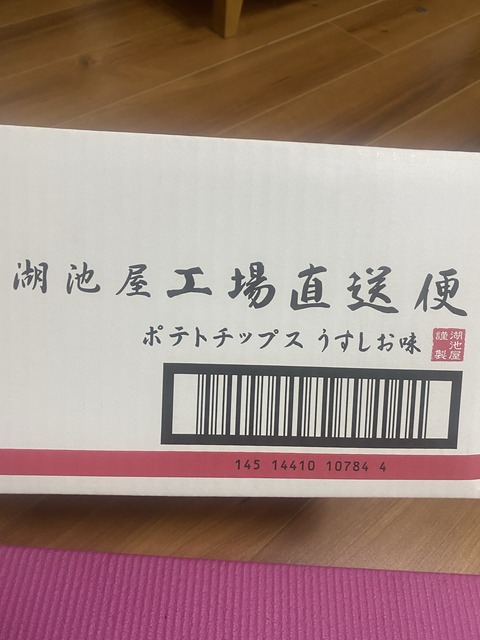 湖池屋工場直送便
ポテトチップス うすしお味
湖池屋
謹製
145 14410 10784 4